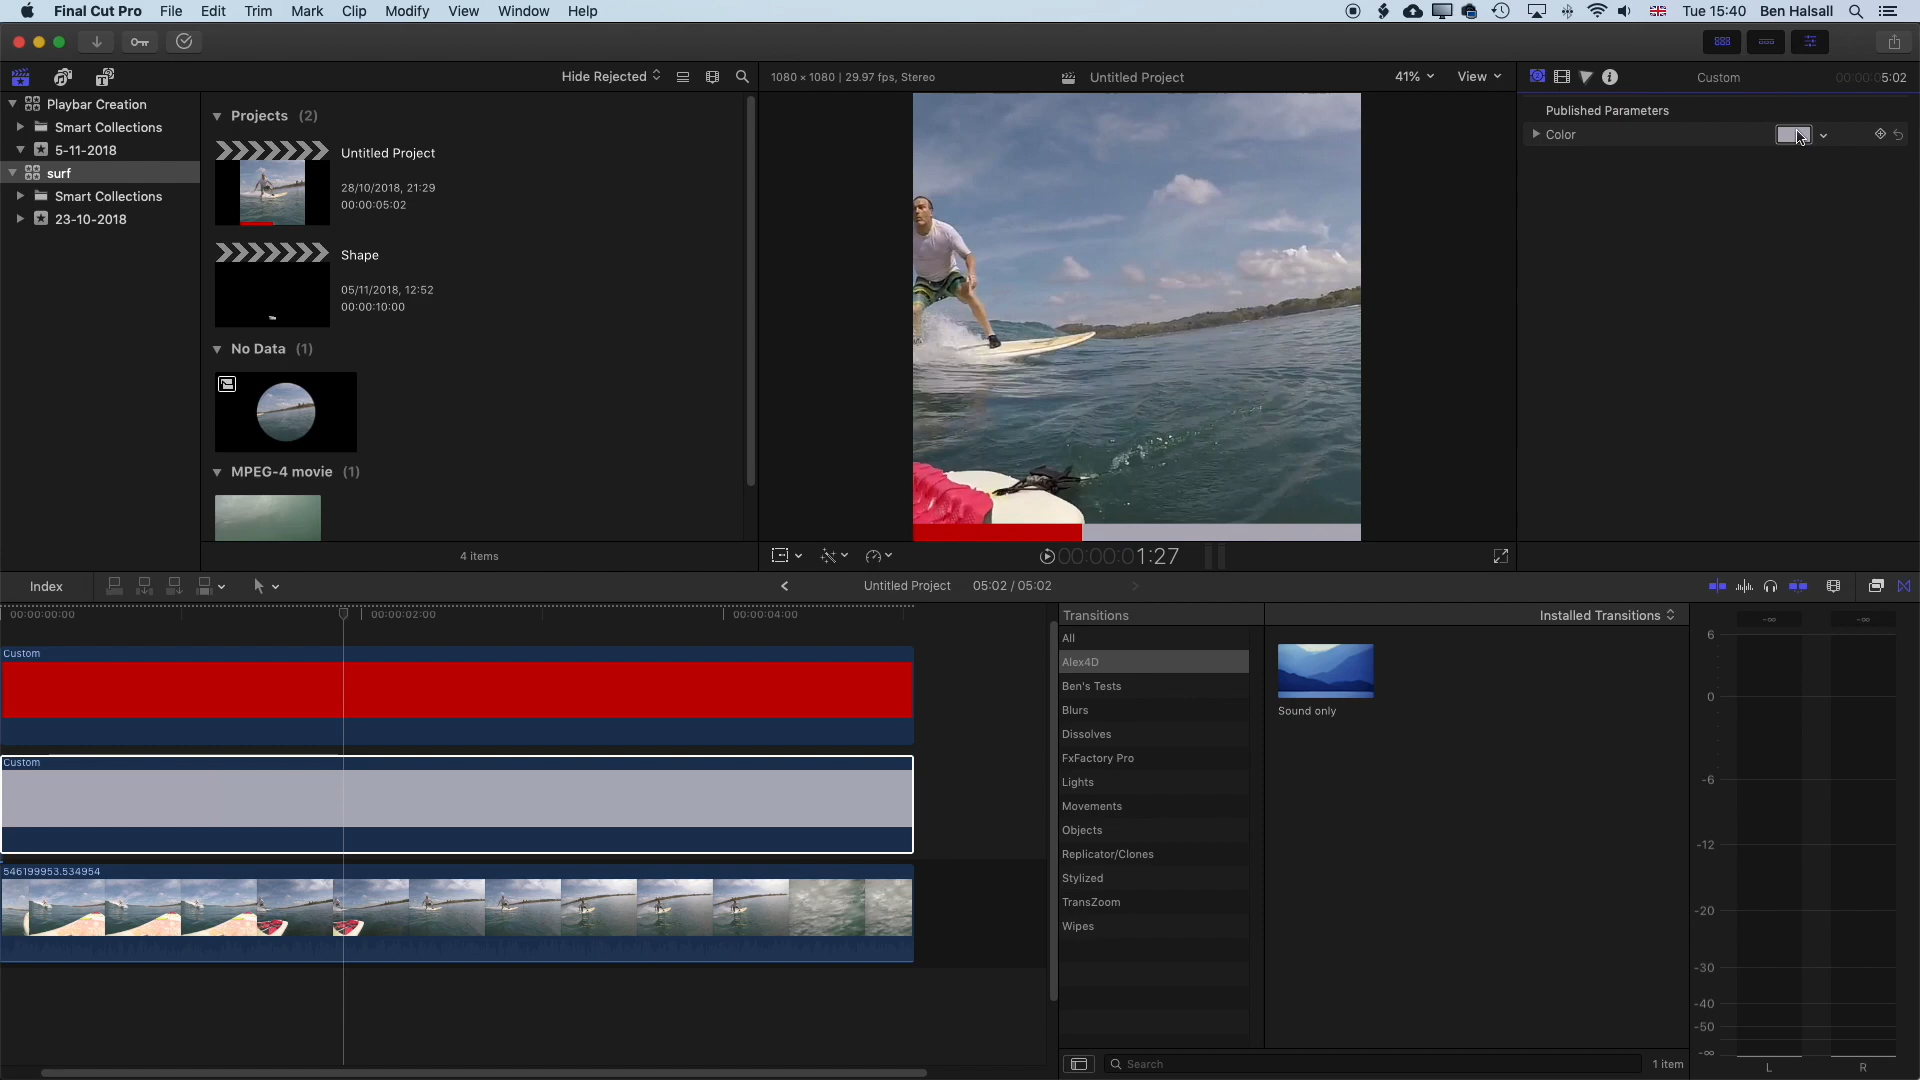 Final Cut Pro File Edit Trim Mark Clip Modify View Window Help Tue 15:40 Ben Halsall
Hide Rejected 1080 × 1080 | 29.97 fps, Stereo Untitled Project 41% View Custom 00:00:05:02
Playbar Creation
Smart Collections
5-11-2018
surf
Smart Collections
23-10-2018
Projects (2)
Untitled Project
28/10/2018, 21:29
00:00:05:02
Shape
05/11/2018, 12:52
00:00:10:00
No Data (1)
MPEG-4 movie (1)
4 items
00:00:00:01:27
Published Parameters
Color
Index Untitled Project 05:02 / 05:02
00:00:00:00 00:00:02:00 00:00:04:00
Custom
Custom
546199953.534954
Transitions Installed Transitions
All
Alex4D
Ben's Tests
Blurs
Dissolves
FxFactory Pro
Lights
Movements
Objects
Replicator/Clones
Stylized
TransZoom
Wipes
Sound only
Search 1 item
-∞ -∞
6
0
-6
-12
-20
-30
-40
-50
-∞
L R